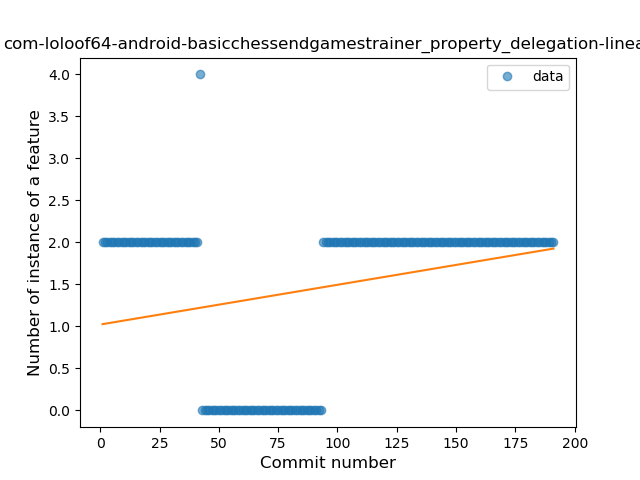 com-loloof64-android-basicchessendgamestrainer_property_delegation-linea
data
Number of instance of a feature
4.0
3.5
3.0
2.5
2.0
1.5
1.0
0.5
0.0
0 25 50 75 100 125 150 175 200
Commit number